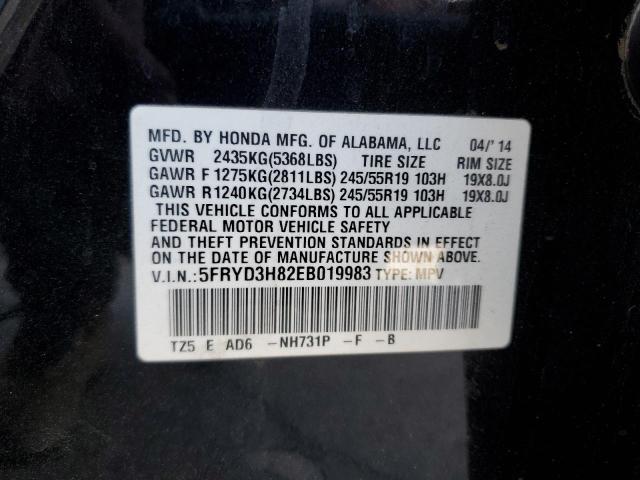 MFD. BY HONDA MFG. OF ALABAMA, LLC 04/'14
GVWR 2435KG(5368LBS) TIRE SIZE RIM SIZE
GAWR F 1275KG(2811LBS) 245/55R19 103H 19X8.0J
GAWR R 1240KG(2734LBS) 245/55R19 103H 19X8.0J
THIS VEHICLE CONFORMS TO ALL APPLICABLE
FEDERAL MOTOR VEHICLE SAFETY
AND THEFT PREVENTION STANDARDS IN EFFECT
ON THE DATE OF MANUFACTURE SHOWN ABOVE.
V.I.N.: 5FRYD3H82EB019983 TYPE: MPV
TZ5 E AD6 -NH731P -F -B